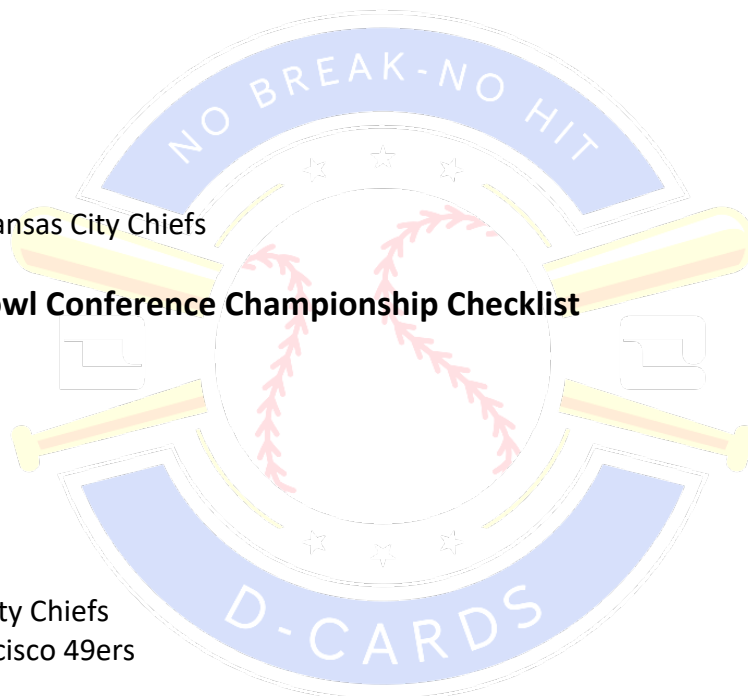 NO BREAK-NO HIT
ansas City Chiefs
owl Conference Championship Checklist
ty Chiefs
cisco 49ers
D-CARDS